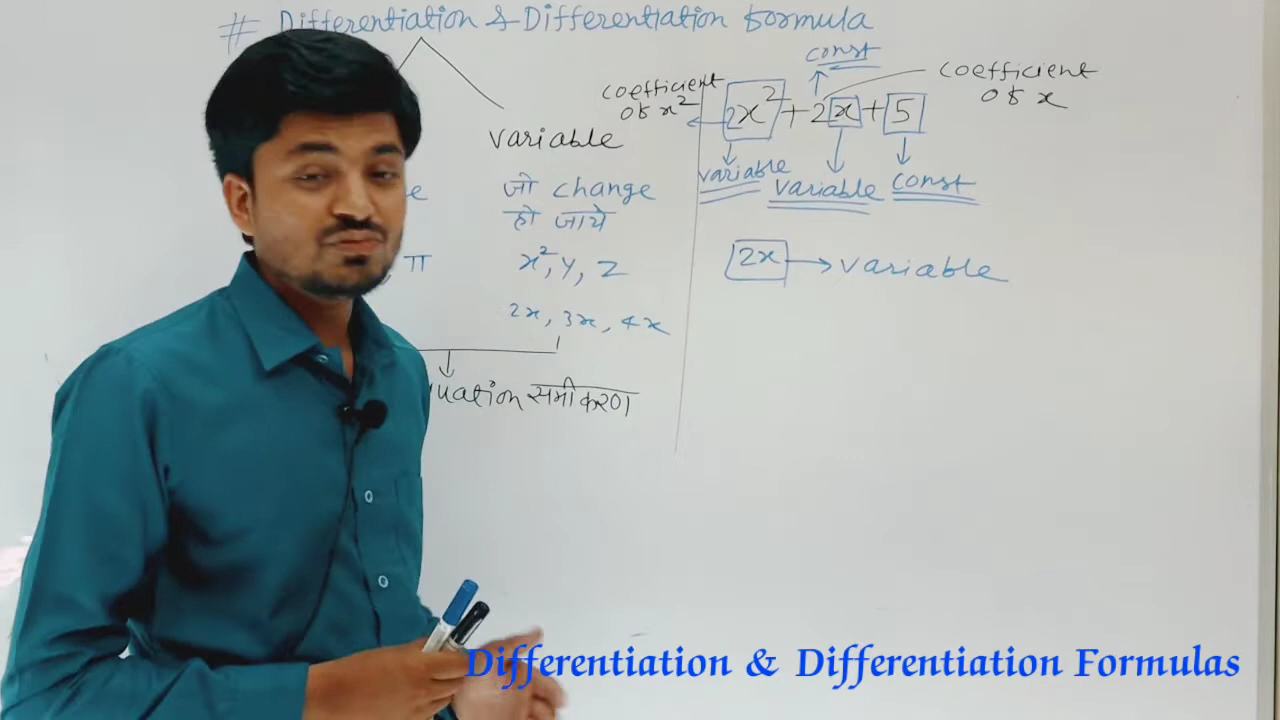 # Differentiation & Differentiation formula
variable
जो change
हो जाये
π
x², y, z
2x, 3x, 4x
समीकरण
const
coefficient
of x²
2x² + 2x + 5
coefficient
of x
variable
variable
const
2x → variable
Differentiation & Differentiation Formulas